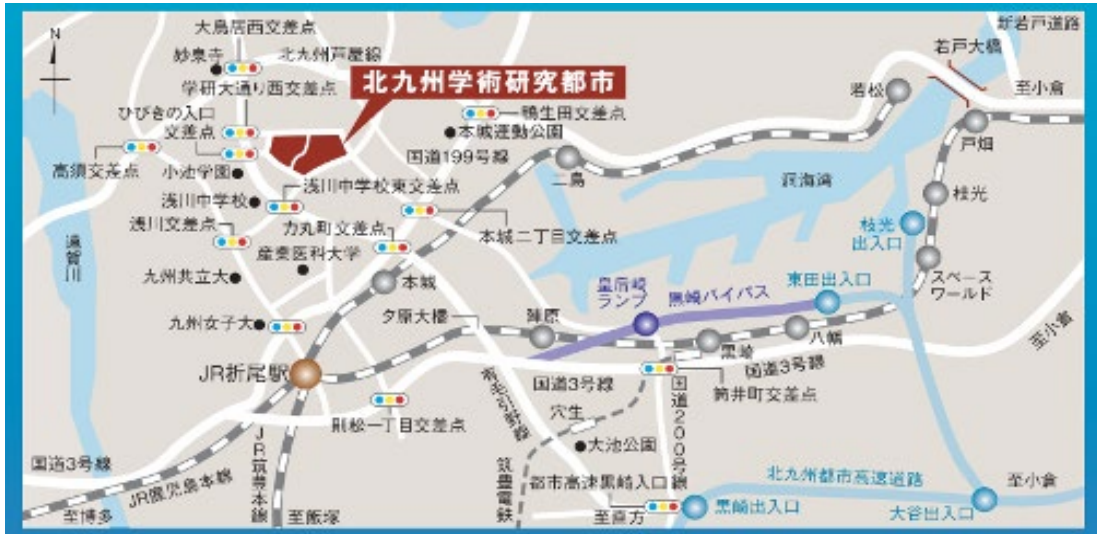 大鳥居西交差点
新若戸道路
N
妙泉寺
北九州芦屋線
若戸大橋
学研大通り西交差点
北九州学術研究都市
至小倉
若松
ひびきの入口
交差点
鴨生田交差点
本城運動公園
戸畑
高須交差点
小池学園
国道199号線
二島
洞海湾
浅川中学校
浅川中学校東交差点
枝光
浅川交差点
力丸町交差点
本城二丁目交差点
枝光
出入口
遠賀川
産業医科大学
九州共立大
本城
皇后崎
ランプ
黒崎バイパス
東田出入口
スペース
ワールド
九州女子大
夕原大橋
陣原
黒崎
八幡
至小倉
JR折尾駅
国道3号線
国道3号線
筒井町交差点
国道200号線
則松一丁目交差点
穴生
大池公園
国道3号線
JR鹿児島本線
JR筑豊本線
筑豊電鉄
都市高速黒崎入口
北九州都市高速道路
至小倉
至博多
至飯塚
至直方
黒崎出入口
大谷出入口